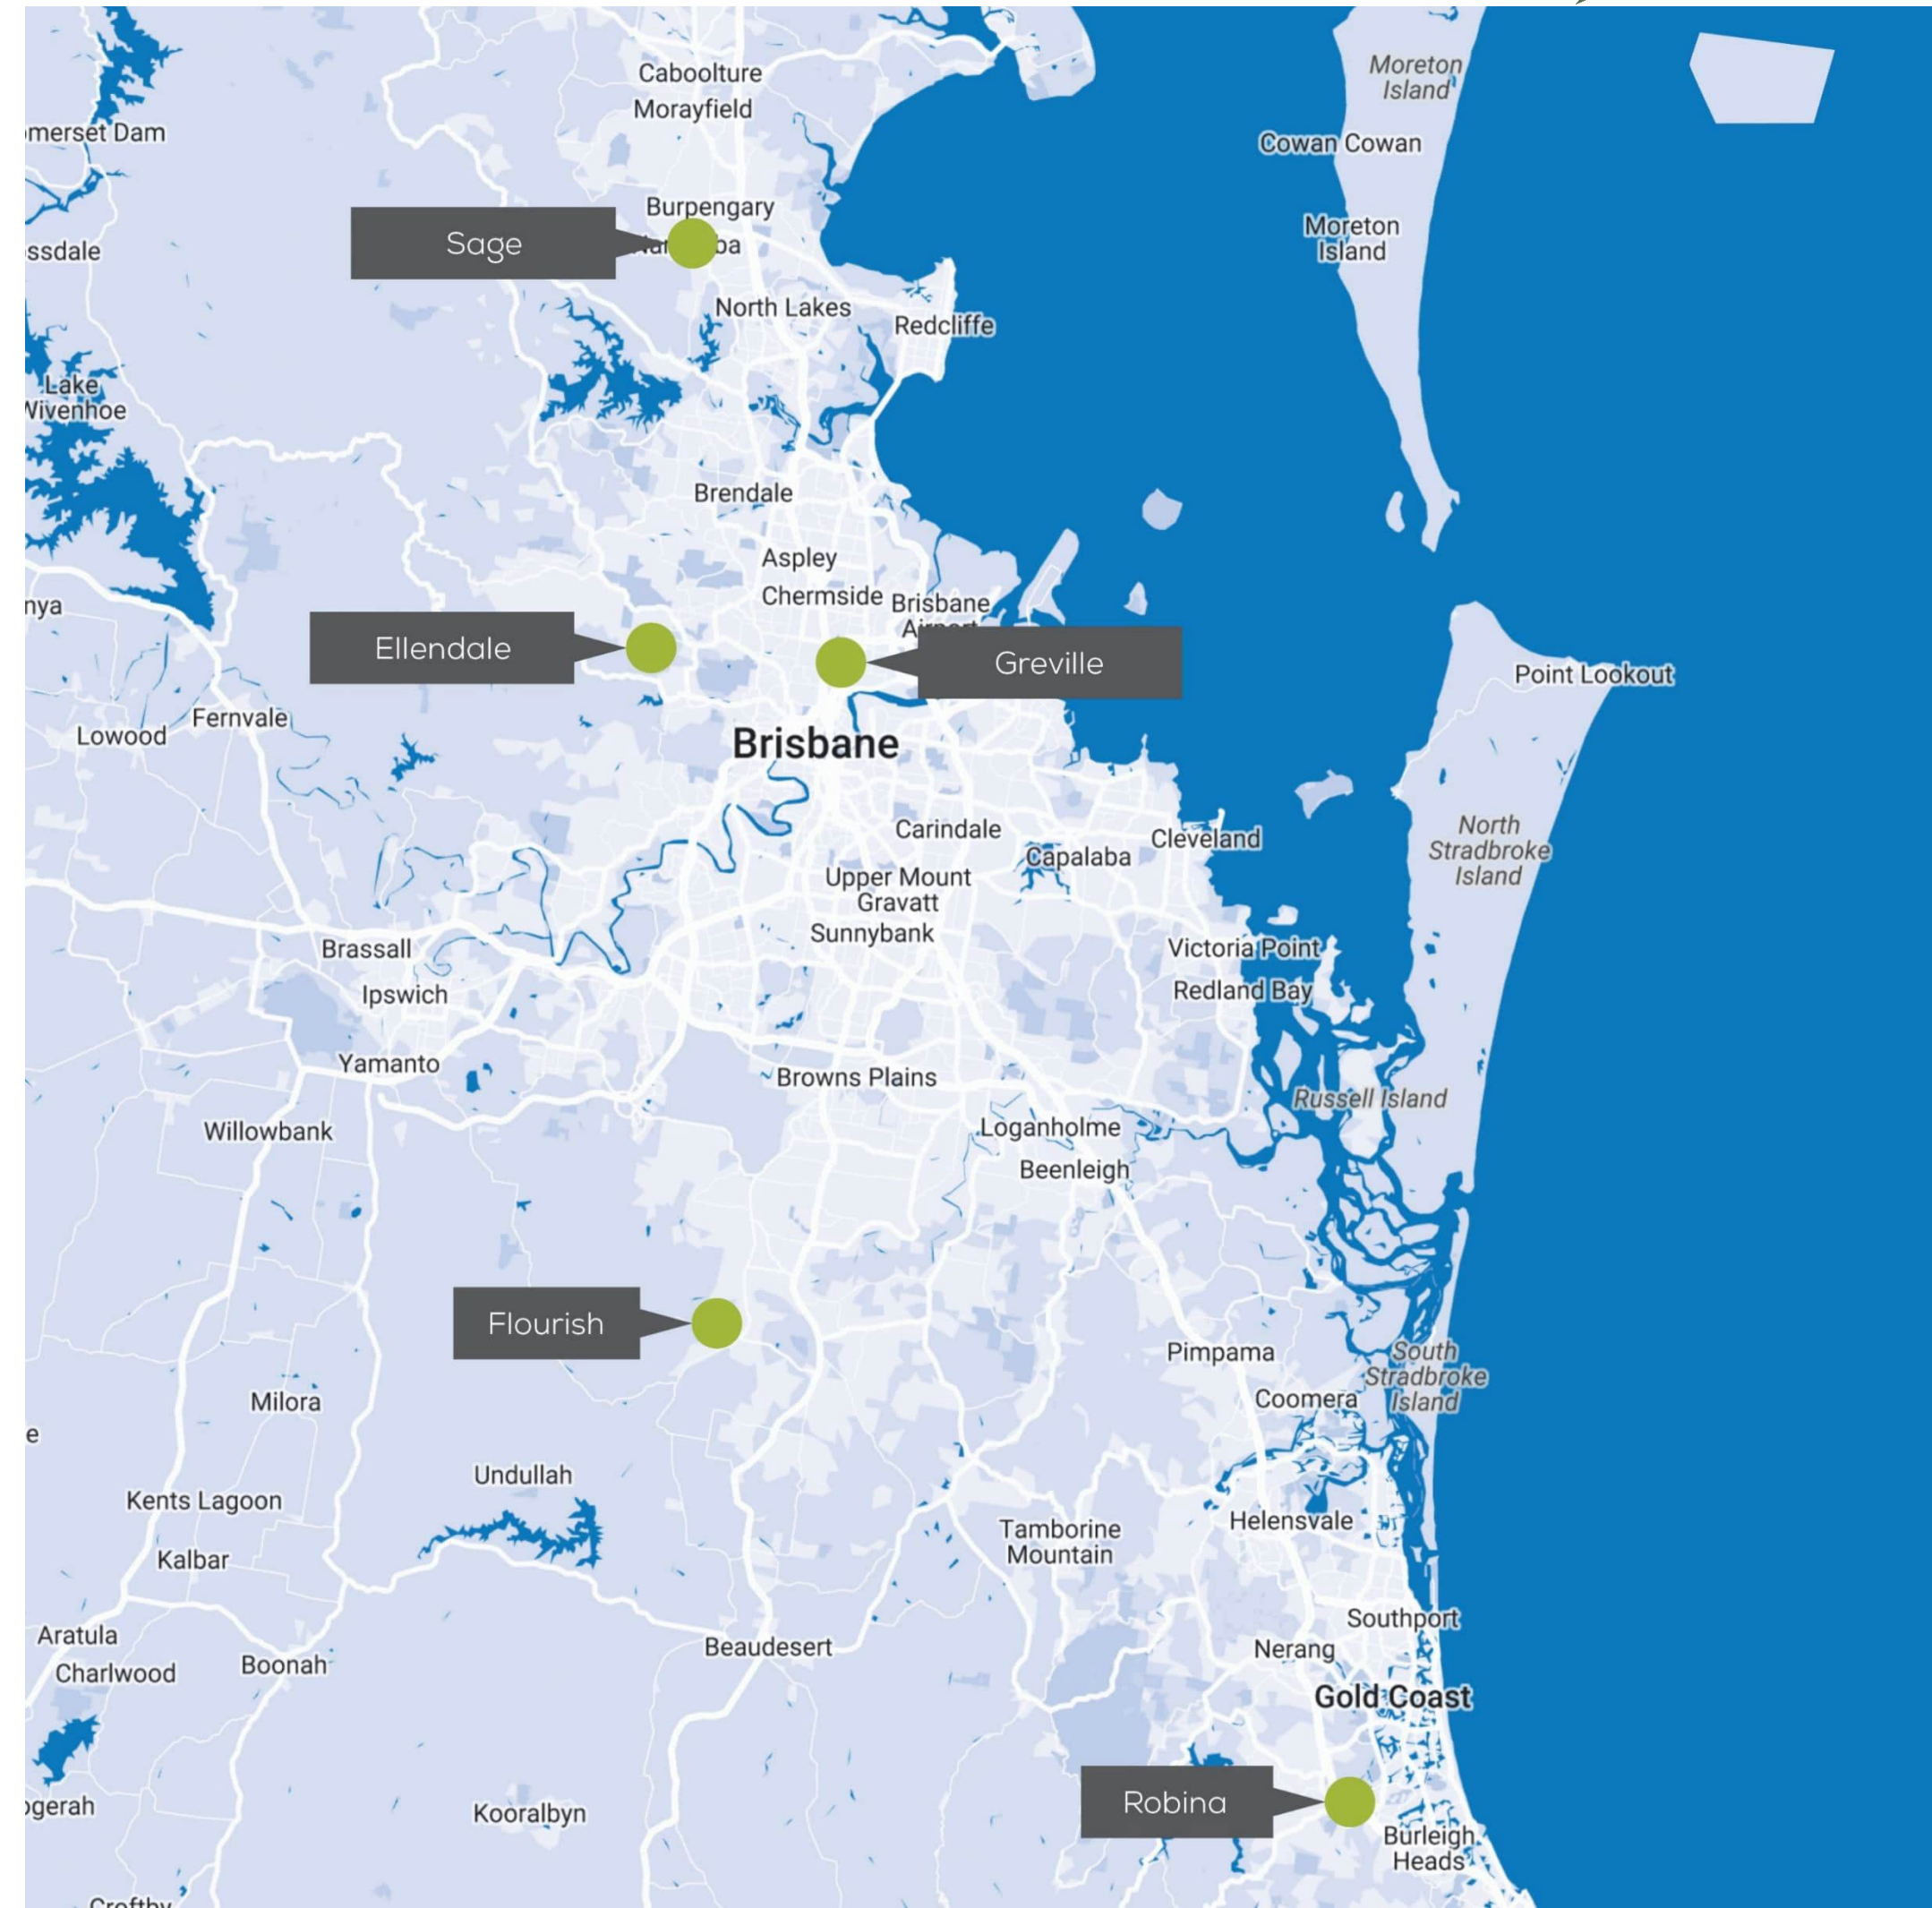 Caboolture
Moreton
Island
Morayfield
merset Dam
Cowan Cowan
Burpengary
Moreton
Island
Sage
ba
ssdale
North Lakes
Redcliffe
Lake
Wivenhoe
Brendale
Aspley
Chermside
Brisbane
Airport
nya
Ellendale
Greville
Point Lookout
Fernvale
Lowood
Brisbane
North
Stradbroke
Island
Carindale
Cleveland
Capalaba
Upper Mount
Gravatt
Sunnybank
Brassall
Victoria Point
Ipswich
Redland Bay
Yamanto
Browns Plains
Russell Island
Willowbank
Loganholme
Beenleigh
Flourish
Pimpama
South
Stradbroke
Island
Coomera
Milora
e
Undullah
Kents Lagoon
Helensvale
Tamborine
Mountain
Kalbar
Southport
Aratula
Beaudesert
Nerang
Charlwood
Boonah
Gold Coast
Robina
ogerah
Kooralbyn
Burleigh
Heads